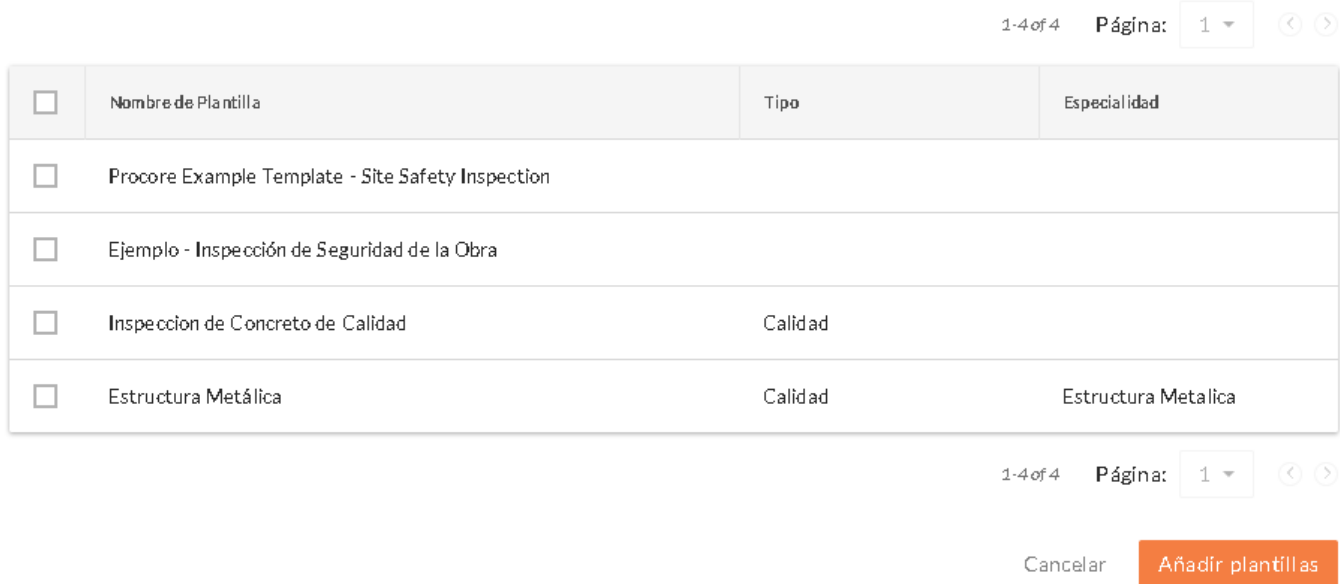 1-4 of 4 Página: 1
Nombre de Plantilla Tipo Especialidad
Procore Example Template - Site Safety Inspection
Ejemplo - Inspección de Seguridad de la Obra
Inspeccion de Concreto de Calidad Calidad
Estructura Metálica Calidad Estructura Metalica
1-4 of 4 Página: 1
Cancelar Añadir plantillas